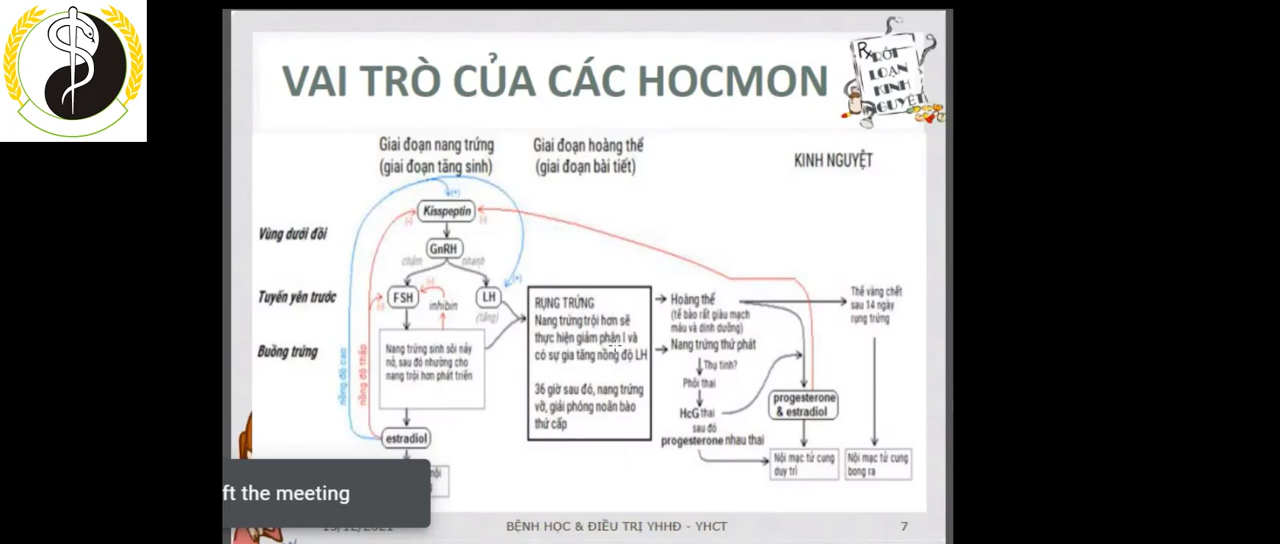 VAI TRÒ CỦA CÁC HOCMON
RỐI
LOẠN
KINH
NGUYỆT
Giai đoạn nang trứng
(giai đoạn tăng sinh)
Giai đoạn hoàng thể
(giai đoạn bài tiết)
KINH NGUYỆT
Vùng dưới đồi
Tuyến yên trước
Buồng trứng
Kisspeptin
(+)
(-)
(-)
GnRH
chậm
nhanh
FSH
(-)
(-)
inhibin
LH
(+)
(tăng)
nồng độ cao
nồng độ thấp
Nang trứng sinh sôi nảy
nở, sau đó nhường cho
nang trội hơn phát triển
estradiol
RỤNG TRỨNG
Nang trứng trội hơn sẽ
thực hiện giảm phân I và
có sự gia tăng nồng độ LH
36 giờ sau đó, nang trứng
vỡ, giải phóng noãn bào
thứ cấp
Hoàng thể
(tế bào rất giàu mạch
máu và dinh dưỡng)
Nang trứng thứ phát
Thụ tinh?
Phôi thai
HcG thai
sau đó
progesterone nhau thai
Thể vàng chết
sau 14 ngày
rụng trứng
progesterone
& estradiol
Nội mạc tử cung
duy trì
Nội mạc tử cung
bong ra
ft the meeting
BỆNH HỌC & ĐIỀU TRỊ YHHĐ - YHCT
7